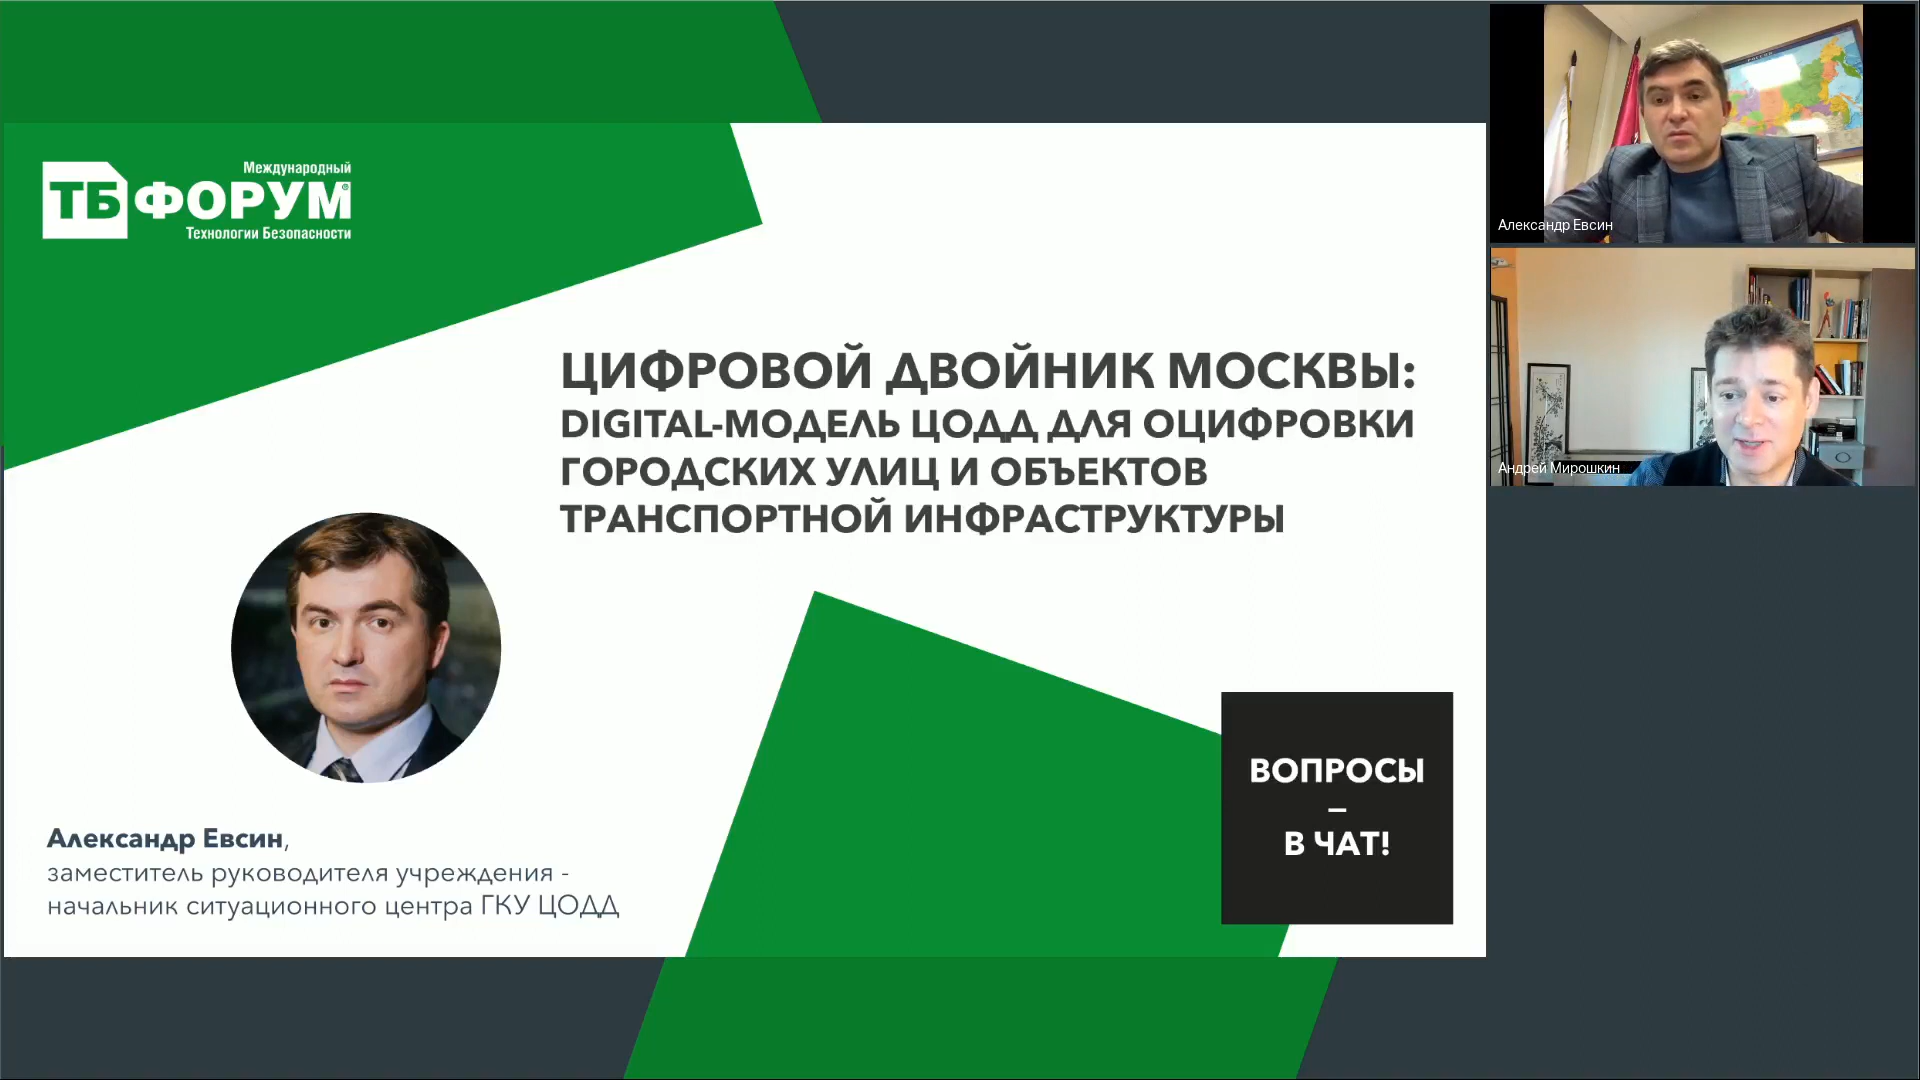 Международный
ТБ ФОРУМ®
Технологии Безопасности
ЦИФРОВОЙ ДВОЙНИК МОСКВЫ:
DIGITAL-МОДЕЛЬ ЦОДД ДЛЯ ОЦИФРОВКИ
ГОРОДСКИХ УЛИЦ И ОБЪЕКТОВ
ТРАНСПОРТНОЙ ИНФРАСТРУКТУРЫ
Александр Евсин,
заместитель руководителя учреждения -
начальник ситуационного центра ГКУ ЦОДД
ВОПРОСЫ
–
В ЧАТ!
Александр Евсин
Андрей Мирошкин